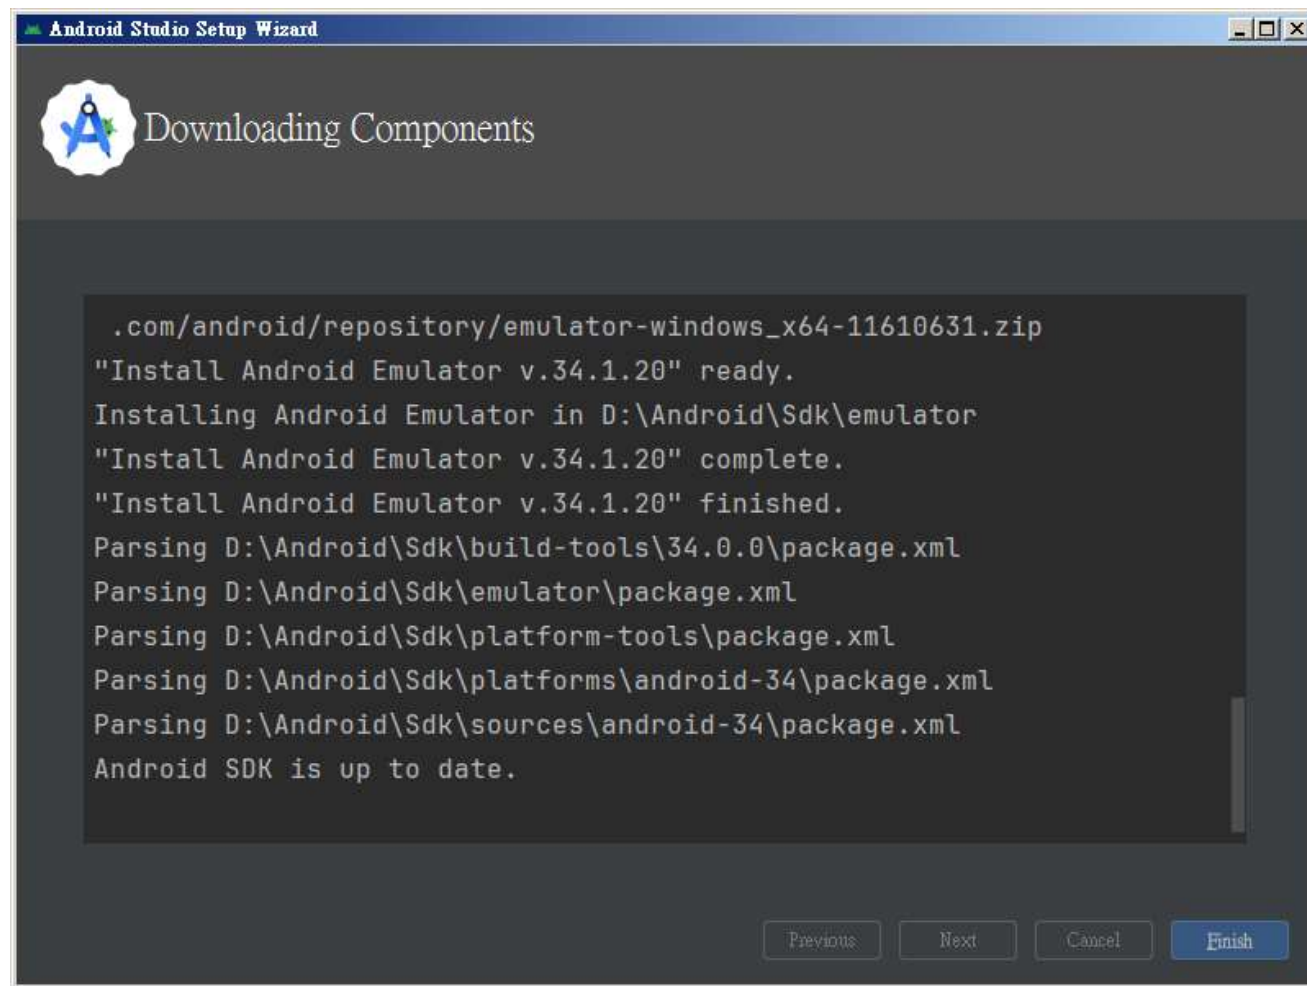 Android Studio Setup Wizard
Downloading Components
.com/android/repository/emulator-windows_x64-11610631.zip
"Install Android Emulator v.34.1.20" ready.
Installing Android Emulator in D:\Android\Sdk\emulator
"Install Android Emulator v.34.1.20" complete.
"Install Android Emulator v.34.1.20" finished.
Parsing D:\Android\Sdk\build-tools\34.0.0\package.xml
Parsing D:\Android\Sdk\emulator\package.xml
Parsing D:\Android\Sdk\platform-tools\package.xml
Parsing D:\Android\Sdk\platforms\android-34\package.xml
Parsing D:\Android\Sdk\sources\android-34\package.xml
Android SDK is up to date.
Previous Next Cancel Finish